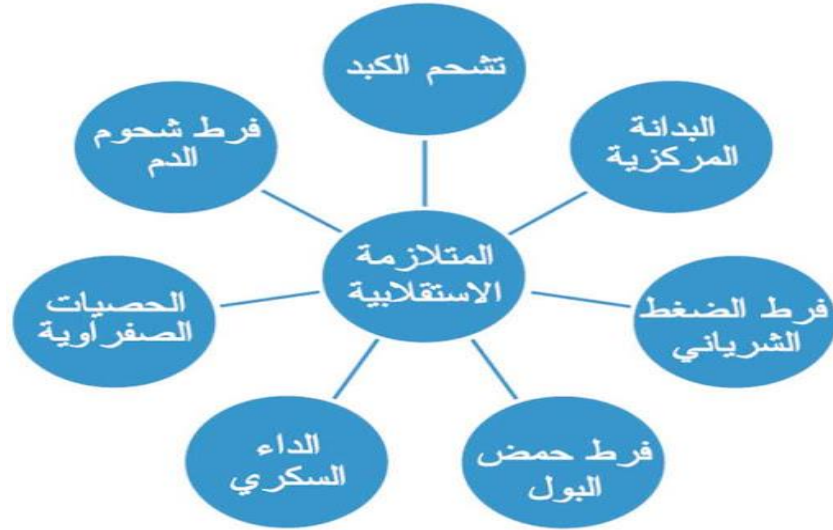 تشحم الكبد
البدانة
المركزية
فرط شحوم
الدم
المتلازمة
الاستقلابية
فرط الضغط
الشرياني
الحصيات
الصفراوية
فرط حمض
البول
الداء
السكري